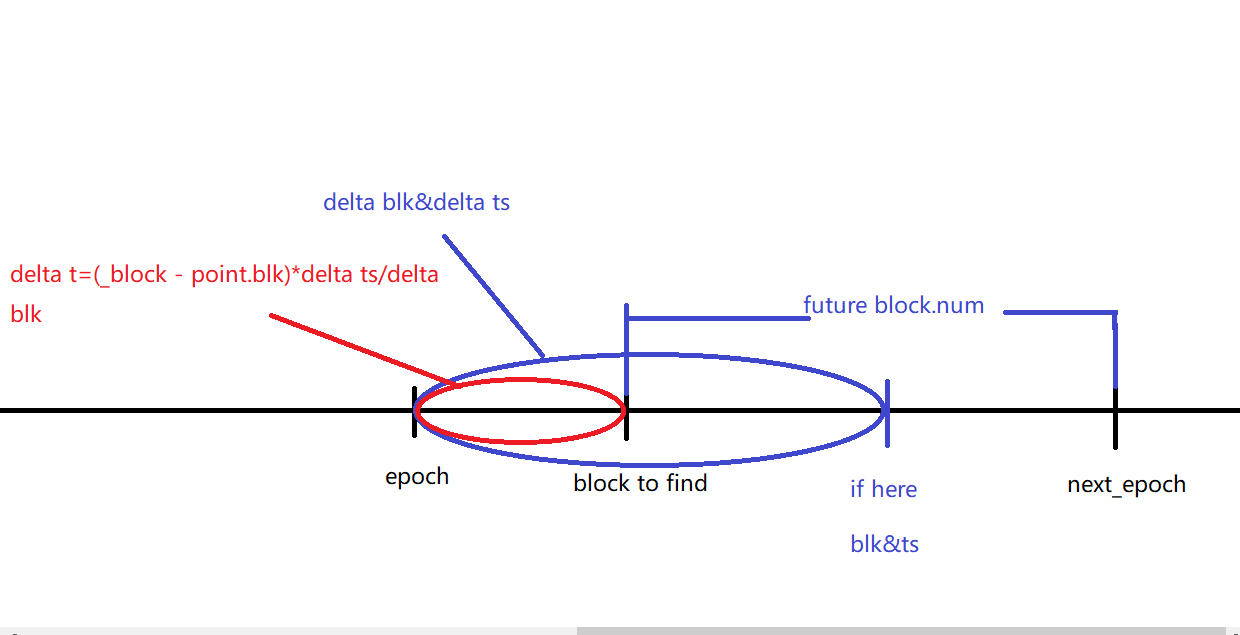 delta blk&delta ts
delta t=(_block - point.blk)*delta ts/delta
blk
future block.num
epoch
block to find
if here
next_epoch
blk&ts